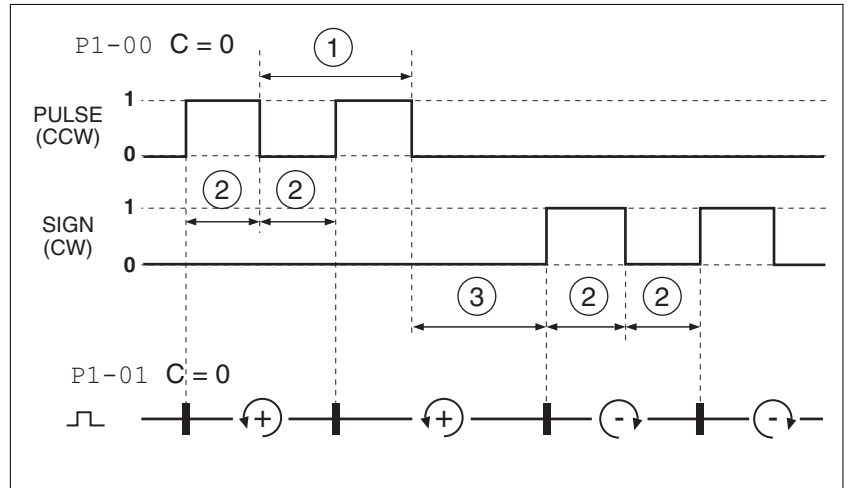 P1-00 C = 0
1
PULSE
(CCW)
1
0
2 2
SIGN
(CW)
1
0
3 2 2
P1-01 C = 0
+ + - -